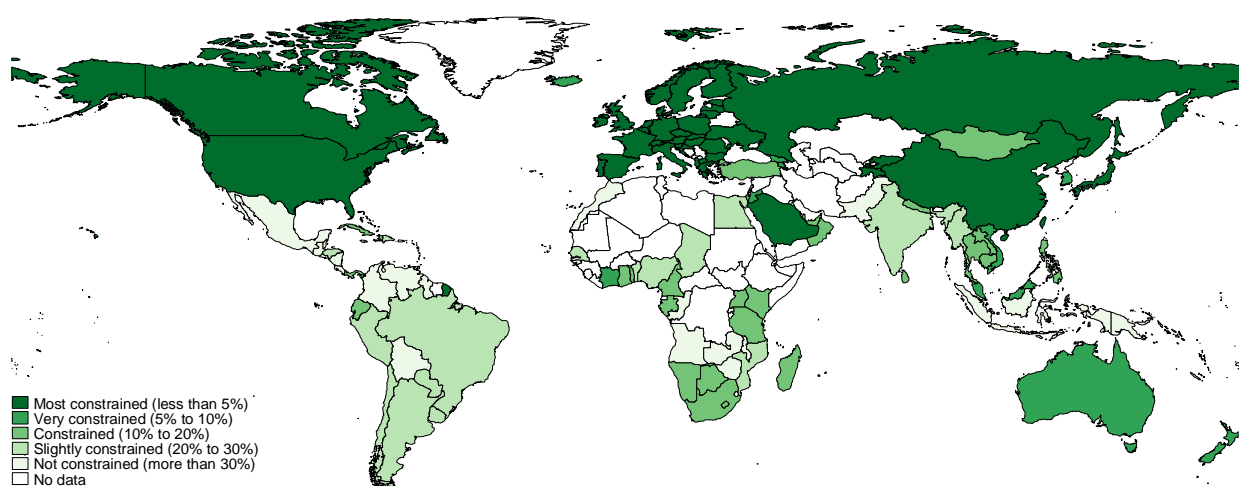 Most constrained (less than 5%)
Very constrained (5% to 10%)
Constrained (10% to 20%)
Slightly constrained (20% to 30%)
Not constrained (more than 30%)
No data